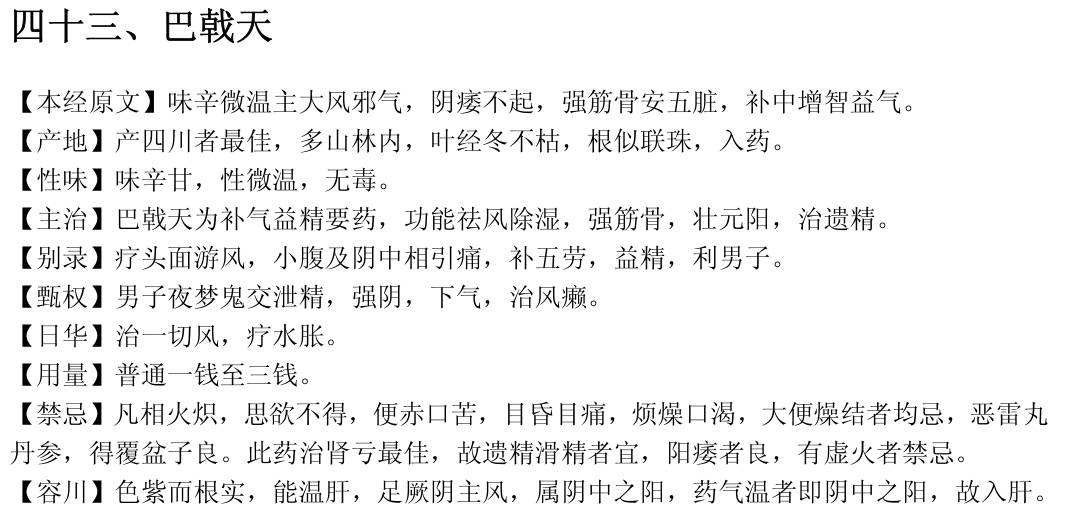 四十三、巴戟天
【本经原文】味辛微温主大风邪气，阴痿不起，强筋骨安五脏，补中增智益气。
【产地】产四川者最佳，多山林内，叶经冬不枯，根似联珠，入药。
【性味】味辛甘，性微温，无毒。
【主治】巴戟天为补气益精要药，功能祛风除湿，强筋骨，壮元阳，治遗精。
【别录】疗头面游风，小腹及阴中相引痛，补五劳，益精，利男子。
【甄权】男子夜梦鬼交泄精，强阴，下气，治风癞。
【日华】治一切风，疗水胀。
【用量】普通一钱至三钱。
【禁忌】凡相火炽，思欲不得，便赤口苦，目昏目痛，烦燥口渴，大便燥结者均忌，恶雷丸
丹参，得覆盆子良。此药治肾亏最佳，故遗精滑精者宜，阳痿者良，有虚火者禁忌。
【容川】色紫而根实，能温肝，足厥阴主风，属阴中之阳，药气温者即阴中之阳，故入肝。